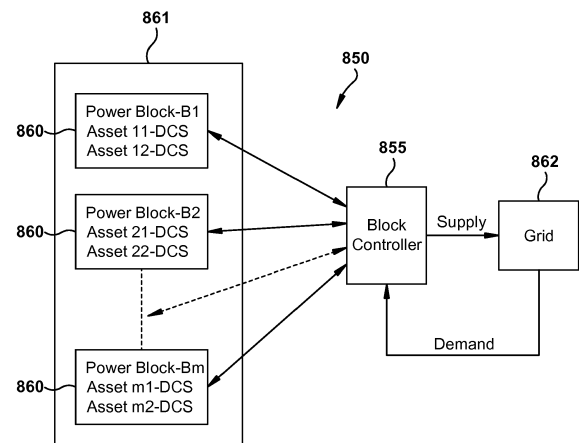 861
850
860
Power Block-B1
Asset 11-DCS
Asset 12-DCS
855
862
860
Power Block-B2
Asset 21-DCS
Asset 22-DCS
Block
Controller
Supply
Grid
Demand
860
Power Block-Bm
Asset m1-DCS
Asset m2-DCS